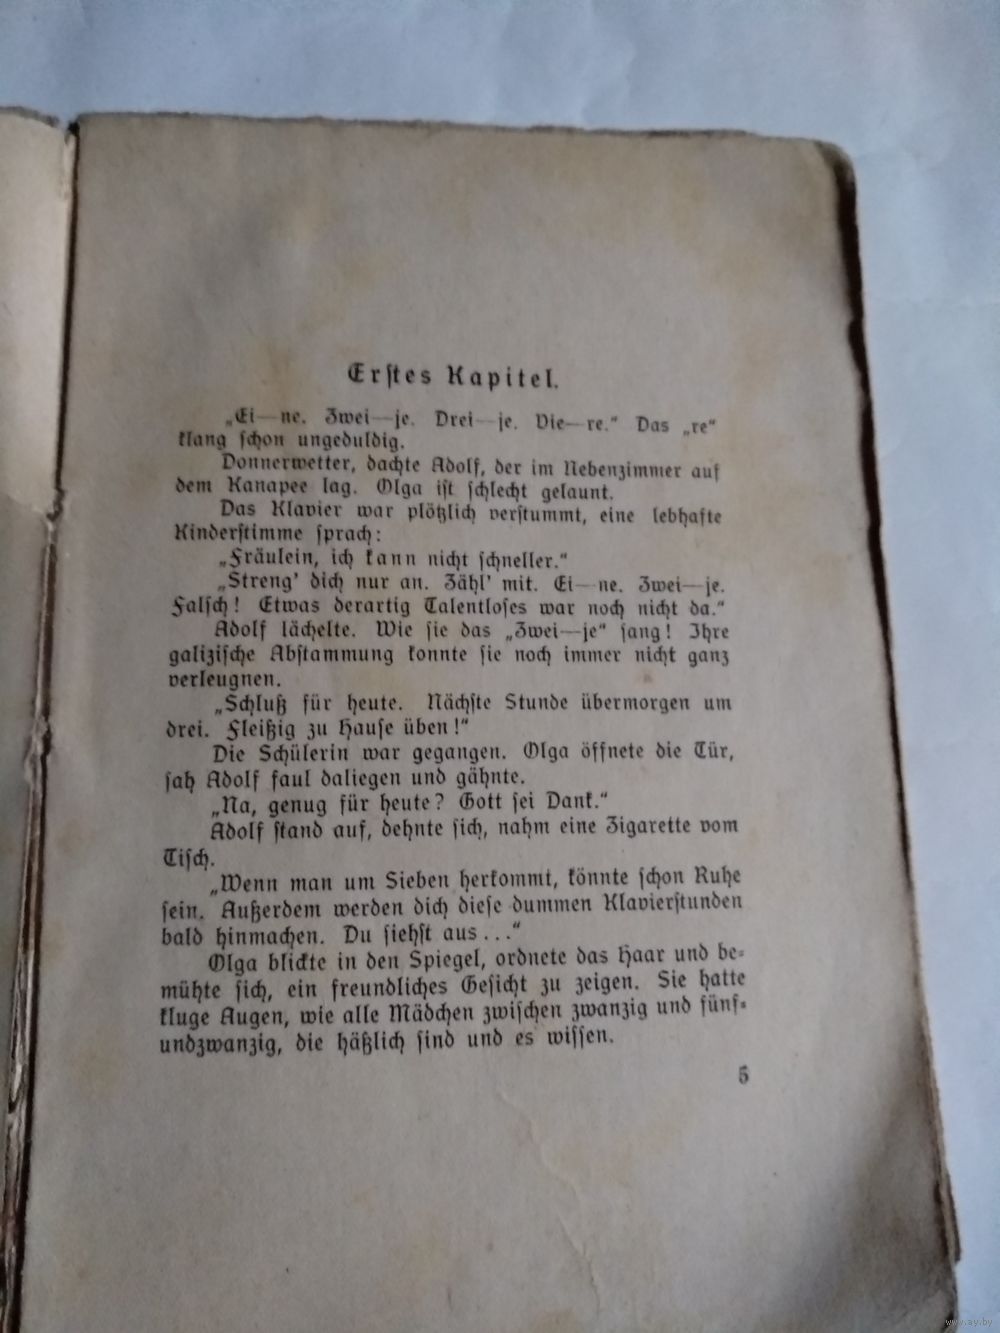 Erstes Kapitel.
„Ei—ne. Zwei—je. Drei—je. Vie—re.“ Das „re“
klang schon ungeduldig.
Donnerwetter, dachte Adolf, der im Nebenzimmer auf
dem Kanapee lag. Olga ist schlecht gelaunt.
Das Klavier war plötzlich verstummt, eine lebhafte
Kinderstimme sprach:
„Fräulein, ich kann nicht schneller.“
„Streng’ dich nur an. Zähl’ mit. Ei—ne. Zwei—je.
Falsch! Etwas derartig Talentloses war noch nicht da.“
Adolf lächelte. Wie sie das „Zwei—je“ sang! Ihre
galizische Abstammung konnte sie noch immer nicht ganz
verleugnen.
„Schluß für heute. Nächste Stunde übermorgen um
drei. Fleißig zu Hause üben!“
Die Schülerin war gegangen. Olga öffnete die Tür,
sah Adolf faul daliegen und gähnte.
„Na, genug für heute? Gott sei Dank.“
Adolf stand auf, dehnte sich, nahm eine Zigarette vom
Tisch.
„Wenn man um Sieben herkommt, könnte schon Ruhe
sein. Außerdem werden dich diese dummen Klavierstunden
bald hinmachen. Du siehst aus...“
Olga blickte in den Spiegel, ordnete das Haar und be-
mühte sich, ein freundliches Gesicht zu zeigen. Sie hatte
kluge Augen, wie alle Mädchen zwischen zwanzig und fünf-
undzwanzig, die häßlich sind und es wissen.
5
www.ay.by